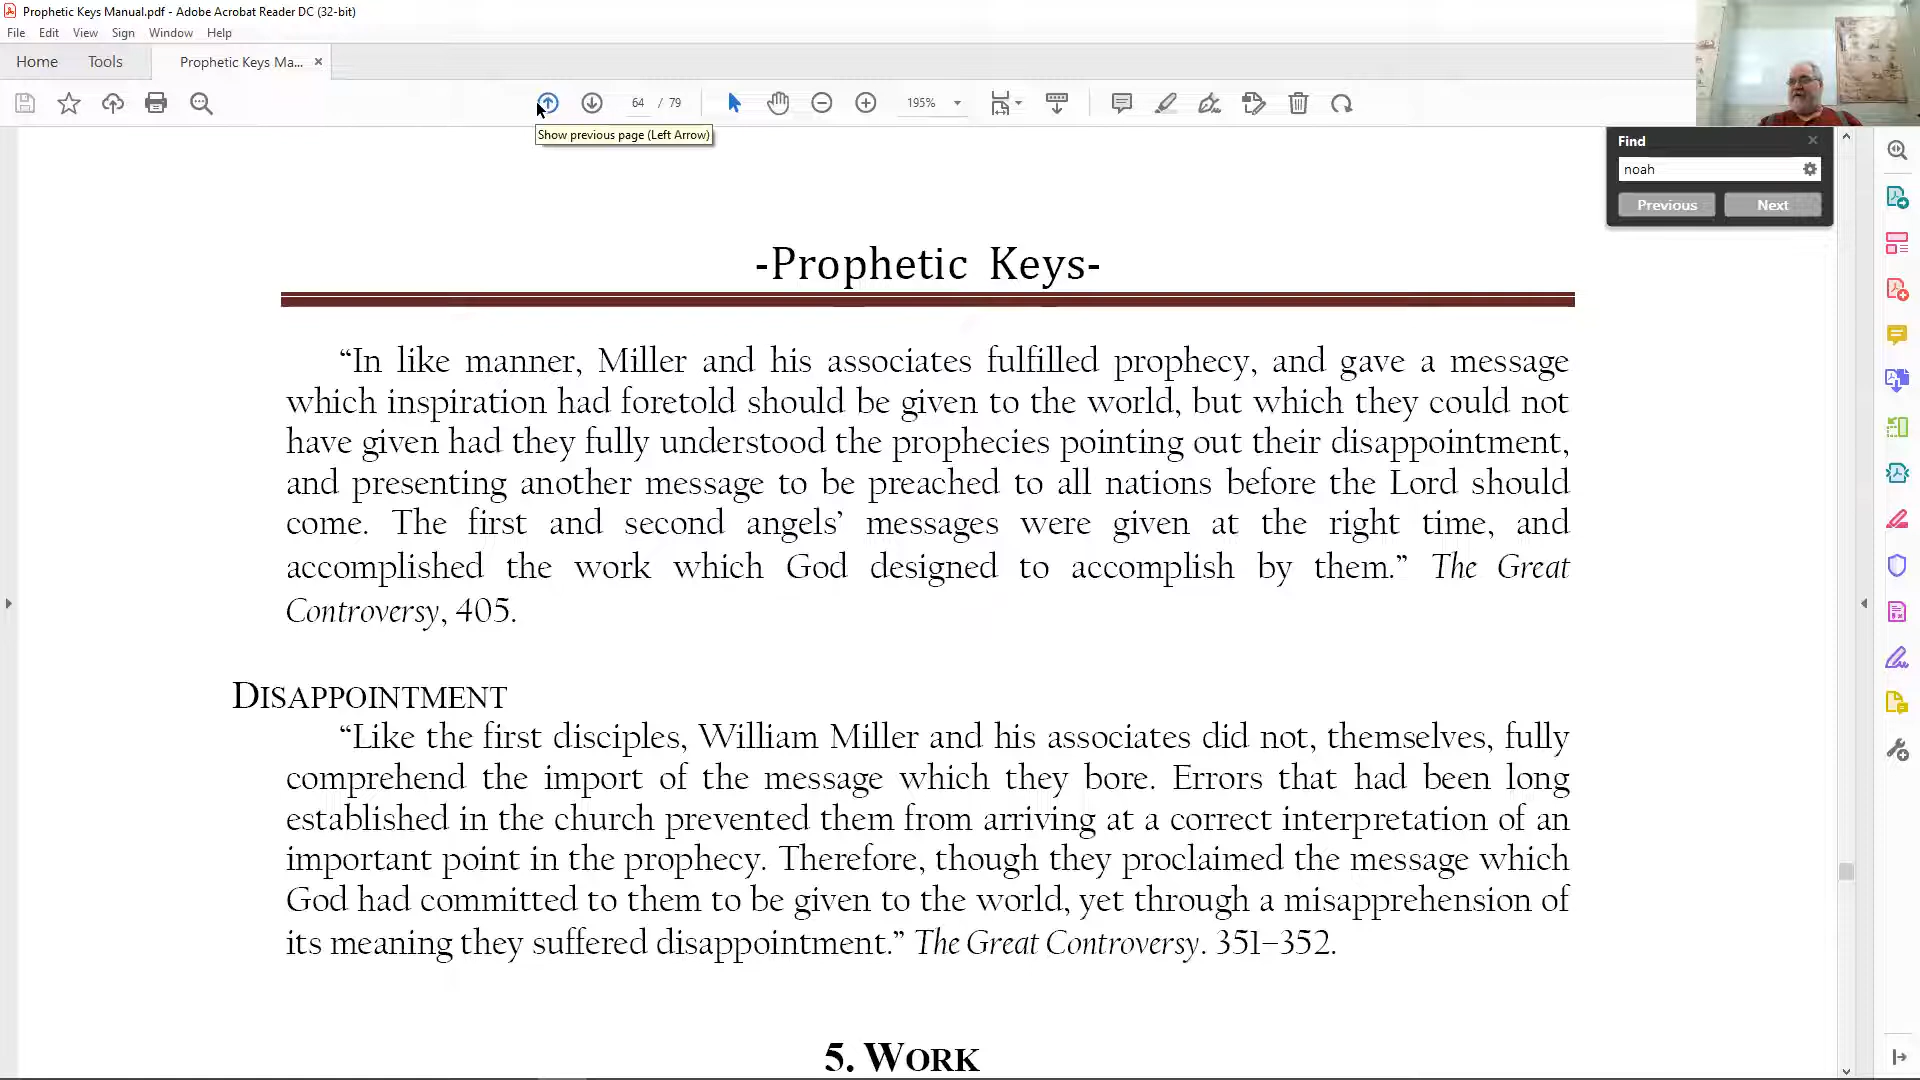 Prophetic Keys Manual.pdf - Adobe Acrobat Reader DC (32-bit)
File Edit View Sign Window Help
Home Tools Prophetic Keys Ma... ×
64 / 79 195%
Show previous page (Left Arrow)
Find
noah
Previous Next
-Prophetic Keys-
“In like manner, Miller and his associates fulfilled prophecy, and gave a message
which inspiration had foretold should be given to the world, but which they could not
have given had they fully understood the prophecies pointing out their disappointment,
and presenting another message to be preached to all nations before the Lord should
come. The first and second angels’ messages were given at the right time, and
accomplished the work which God designed to accomplish by them.” The Great
Controversy, 405.
DISAPPOINTMENT
“Like the first disciples, William Miller and his associates did not, themselves, fully
comprehend the import of the message which they bore. Errors that had been long
established in the church prevented them from arriving at a correct interpretation of an
important point in the prophecy. Therefore, though they proclaimed the message which
God had committed to them to be given to the world, yet through a misapprehension of
its meaning they suffered disappointment.” The Great Controversy. 351–352.
5. WORK